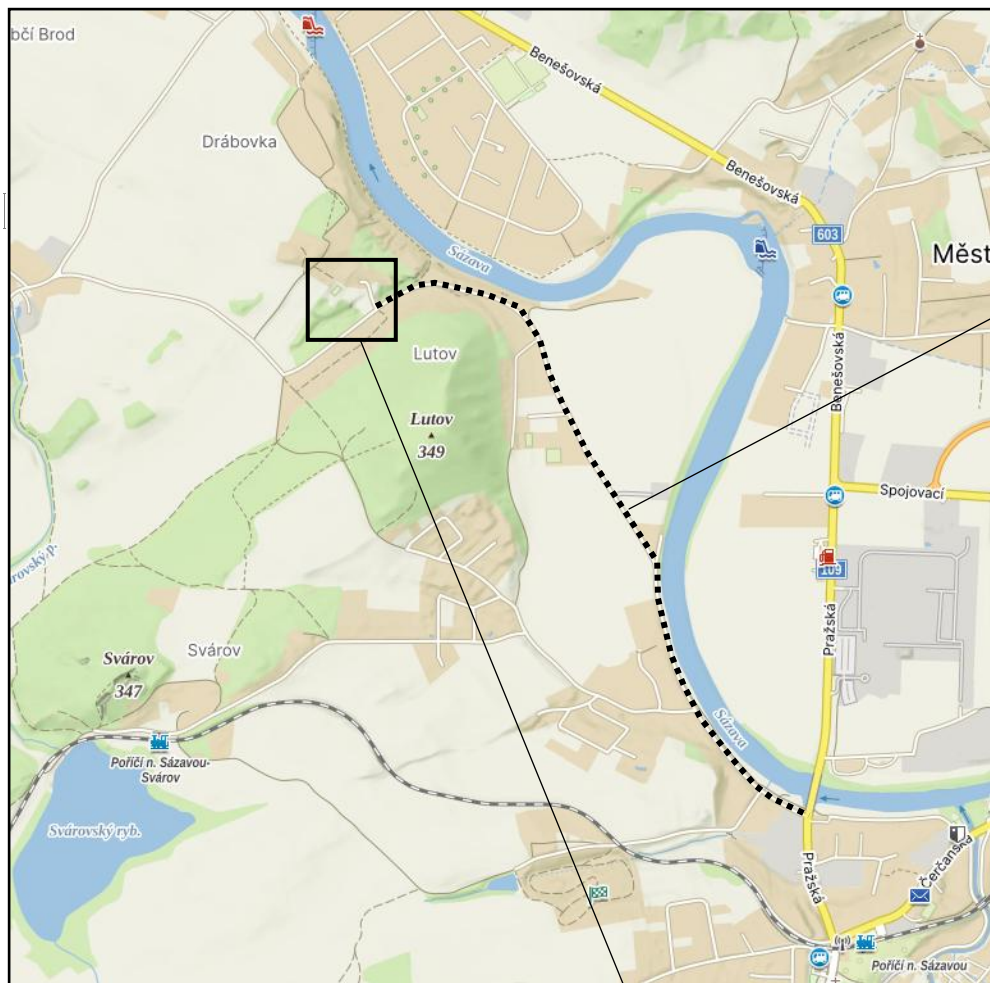 bčí Brod
Benešovská
Drábovka
Benešovská
603
Sázava
Měst
Lutov
Benešovská
Lutov
349
Spojovací
109
Pražská
Svárov
Svárov
347
Sázava
Poříčí n. Sázavou-
Svárov
Svárovský ryb.
Pražská
Čerčanská
Poříčí n. Sázavou